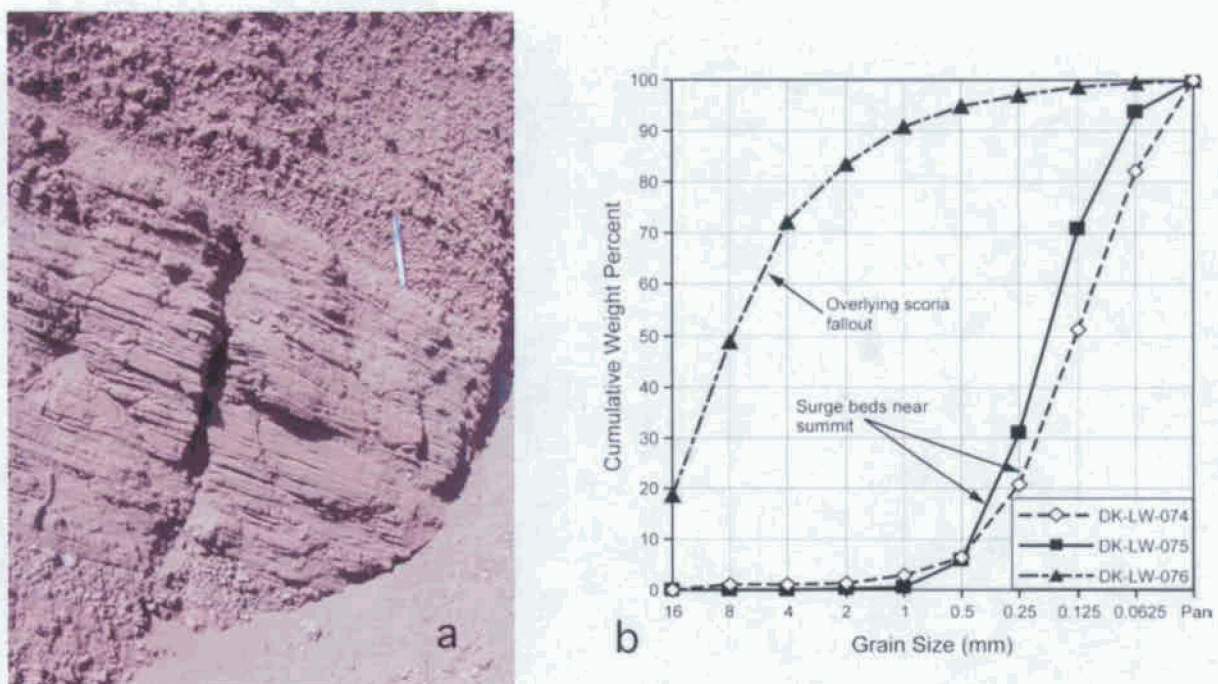 a
b
Cumulative Weight Percent
100
90
80
70
60
50
40
30
20
10
0
Overlying scoria
fallout
Surge beds near
summit
DK-LW-074
DK-LW-075
DK-LW-076
16 8 4 2 1 0.5 0.25 0.125 0.0625 Pan
Grain Size (mm)